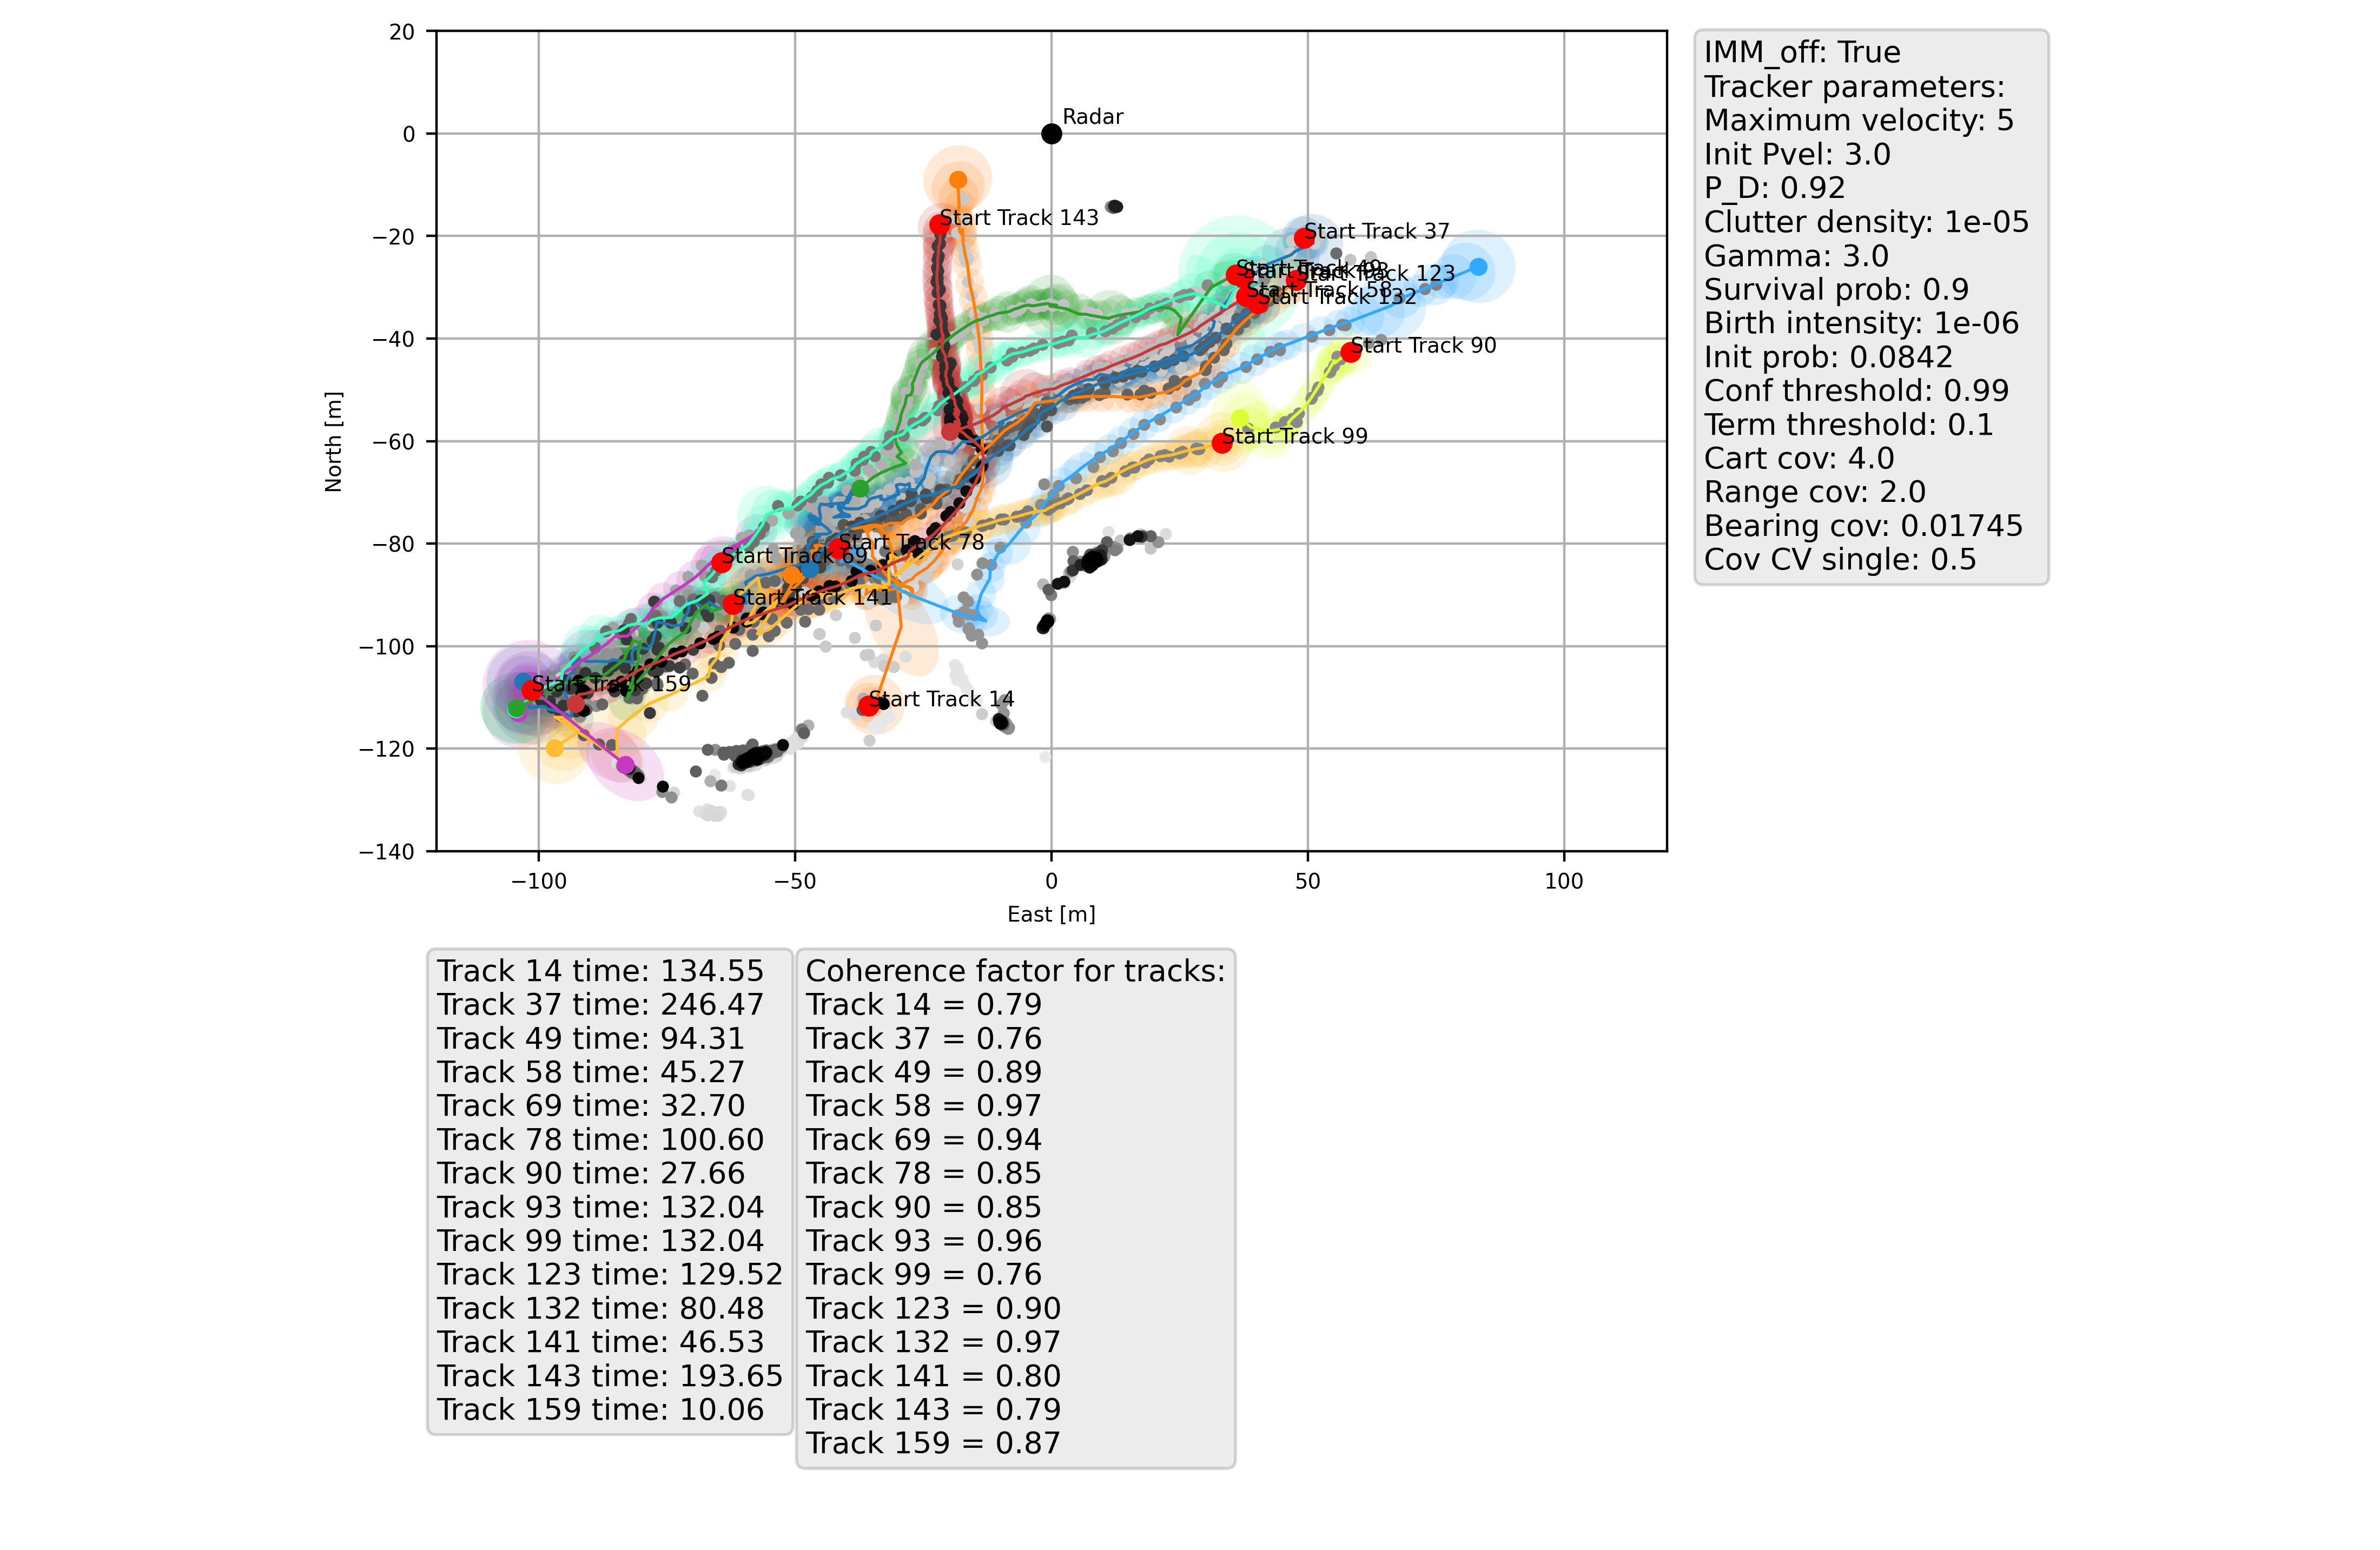 20
0
−20
−40
−60
−80
−100
−120
−140
North [m]
−100
−50
0
50
100
East [m]
Radar
Start Track 143
Start Track 37
Start Track 49
Start Track 123
Start Track 58
Start Track 132
Start Track 90
Start Track 99
Start Track 78
Start Track 69
Start Track 141
Start Track 159
Start Track 14
IMM_off: True
Tracker parameters:
Maximum velocity: 5
Init Pvel: 3.0
P_D: 0.92
Clutter density: 1e-05
Gamma: 3.0
Survival prob: 0.9
Birth intensity: 1e-06
Init prob: 0.0842
Conf threshold: 0.99
Term threshold: 0.1
Cart cov: 4.0
Range cov: 2.0
Bearing cov: 0.01745
Cov CV single: 0.5
Track 14 time: 134.55
Track 37 time: 246.47
Track 49 time: 94.31
Track 58 time: 45.27
Track 69 time: 32.70
Track 78 time: 100.60
Track 90 time: 27.66
Track 93 time: 132.04
Track 99 time: 132.04
Track 123 time: 129.52
Track 132 time: 80.48
Track 141 time: 46.53
Track 143 time: 193.65
Track 159 time: 10.06
Coherence factor for tracks:
Track 14 = 0.79
Track 37 = 0.76
Track 49 = 0.89
Track 58 = 0.97
Track 69 = 0.94
Track 78 = 0.85
Track 90 = 0.85
Track 93 = 0.96
Track 99 = 0.76
Track 123 = 0.90
Track 132 = 0.97
Track 141 = 0.80
Track 143 = 0.79
Track 159 = 0.87